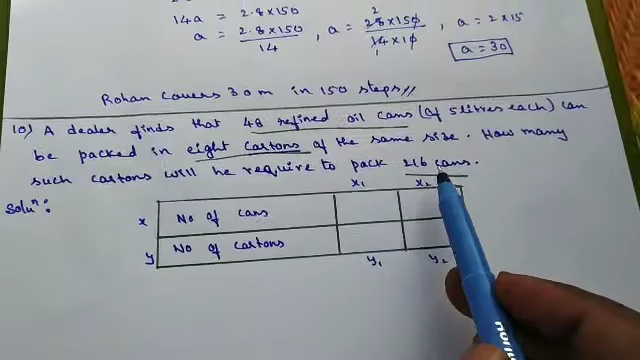 14a = 2.8 x 150
a = 2.8 x 150 / 14 , a = 2 28 x 150 / 1 14 x 10 , a = 2 x 15
a = 30
Rohan covers 30 m in 150 steps//
10) A dealer finds that 48 refined oil cans (of 5 litres each) can
be packed in eight cartons of the same size. How many
such cartons will he require to pack 216 cans.
Soluⁿ:
x₁ x₂
x No of cans
y No of cartons
y₁ y₂